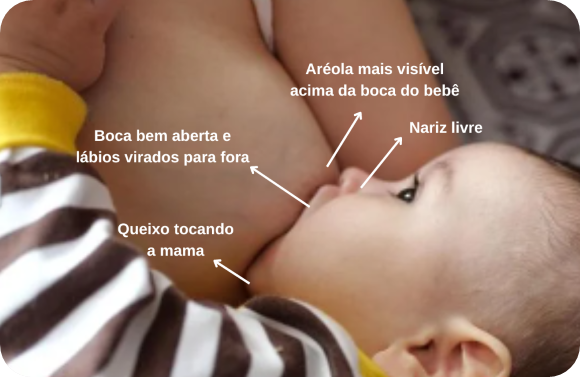 Aréola mais visível
acima da boca do bebê
Nariz livre
Boca bem aberta e
lábios virados para fora
Queixo tocando
a mama